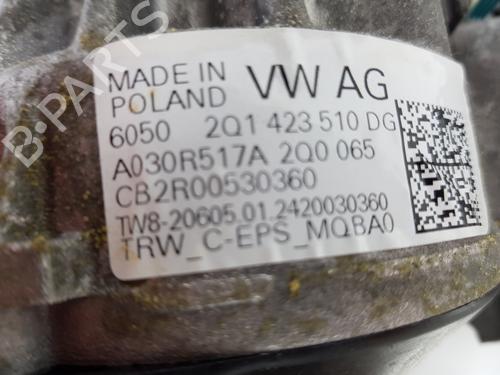 MADE IN POLAND VW AG
6050 2Q1 423 510 DG
A030R517A 2Q0 065
CB2R00530360
TW8-20605.01.2420030360
TRW_C-EPS_MQBA0
B-PARTS